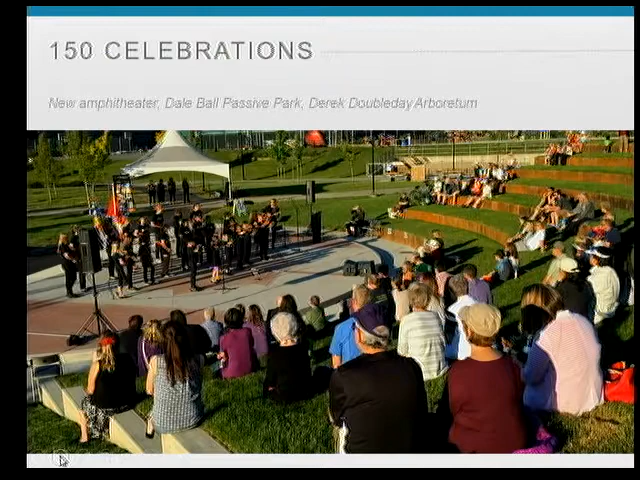 150 CELEBRATIONS
New amphitheater, Dale Ball Passive Park, Derek Doubleday Arboretum